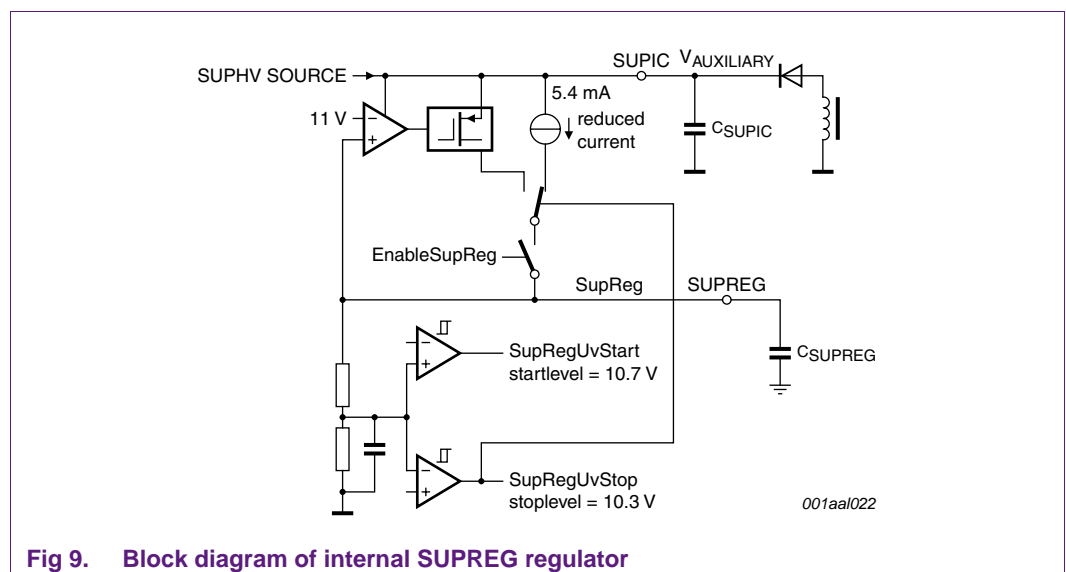 SUPIC VAUXILIARY
SUPHV SOURCE
5.4 mA
11 V
−
+
reduced
current
CSUPIC
EnableSupReg
SupReg
SUPREG
CSUPREG
−
+
SupRegUvStart
startlevel = 10.7 V
−
+
SupRegUvStop
stoplevel = 10.3 V
001aal022
Fig 9. Block diagram of internal SUPREG regulator